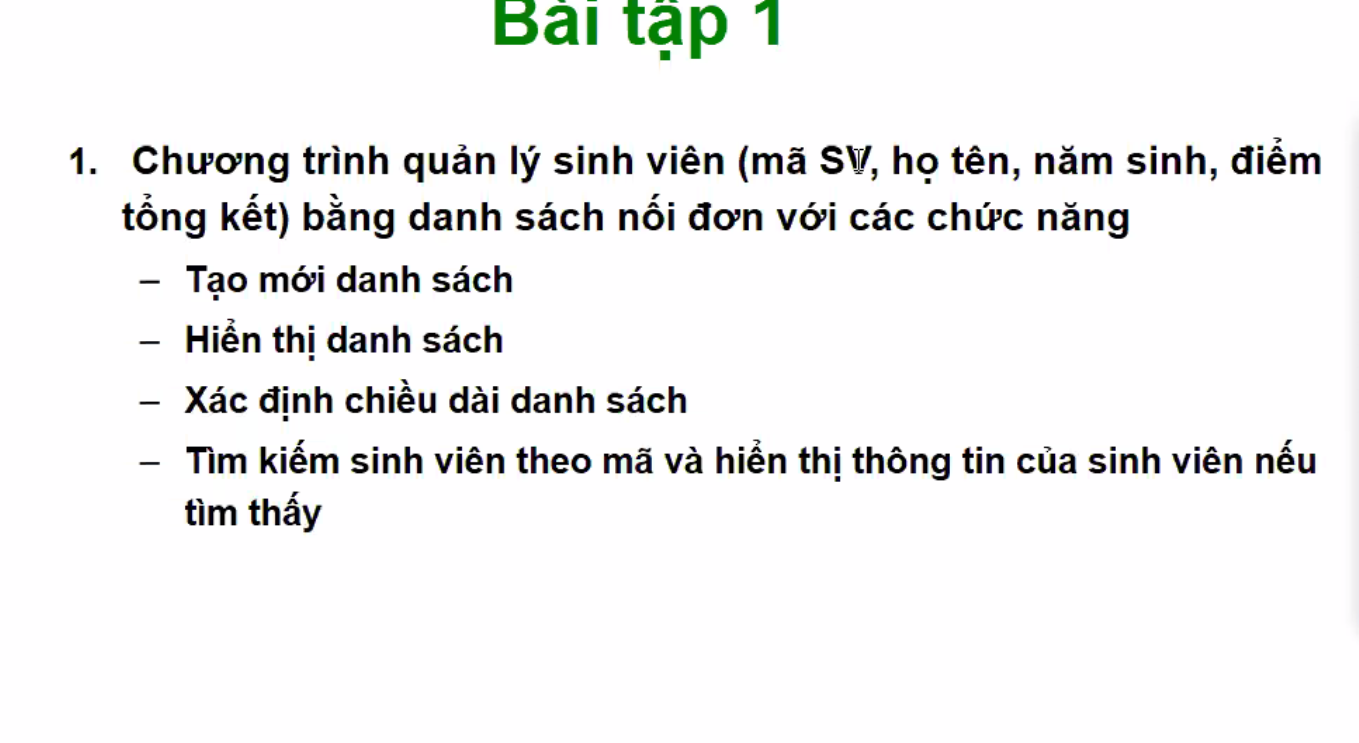 Bài tập 1
1. Chương trình quản lý sinh viên (mã SV, họ tên, năm sinh, điểm
tổng kết) bằng danh sách nối đơn với các chức năng
– Tạo mới danh sách
– Hiển thị danh sách
– Xác định chiều dài danh sách
– Tìm kiếm sinh viên theo mã và hiển thị thông tin của sinh viên nếu
tìm thấy